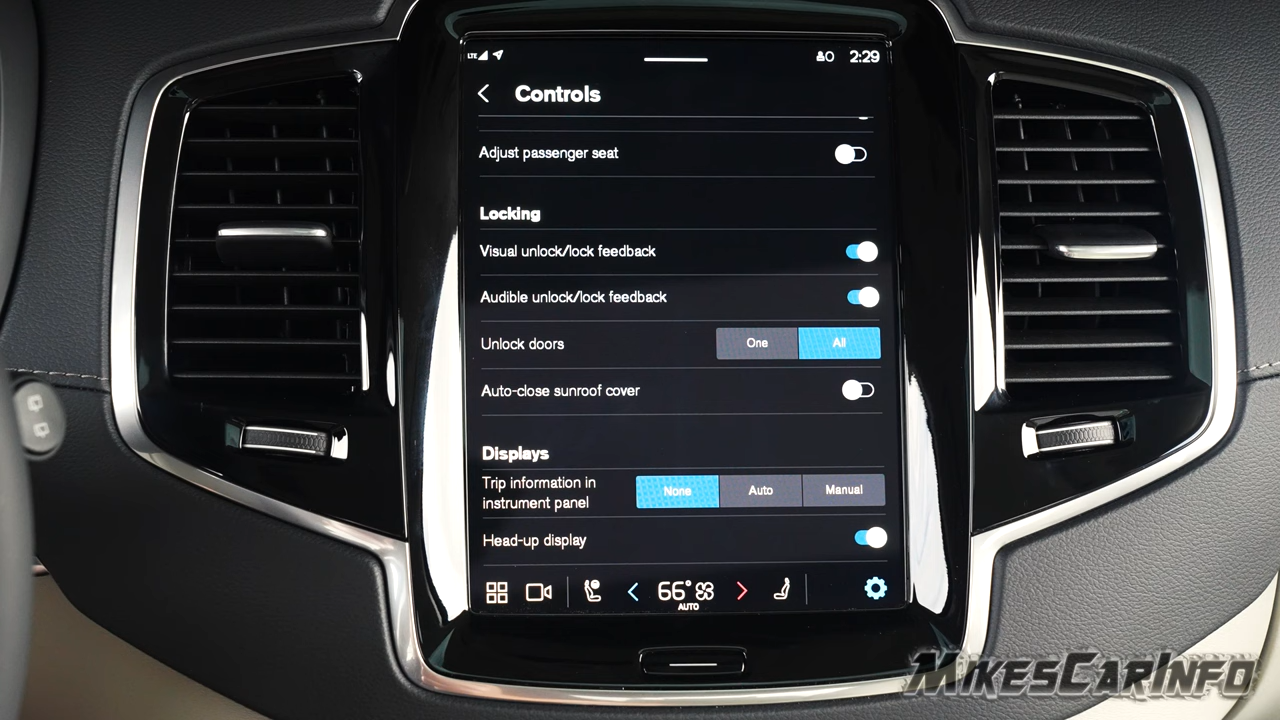 LTE 2:29
Controls
Adjust passenger seat
Locking
Visual unlock/lock feedback
Audible unlock/lock feedback
Unlock doors One All
Auto-close sunroof cover
Displays
Trip information in
instrument panel None Auto Manual
Head-up display
66°
AUTO
MikesCarInfo